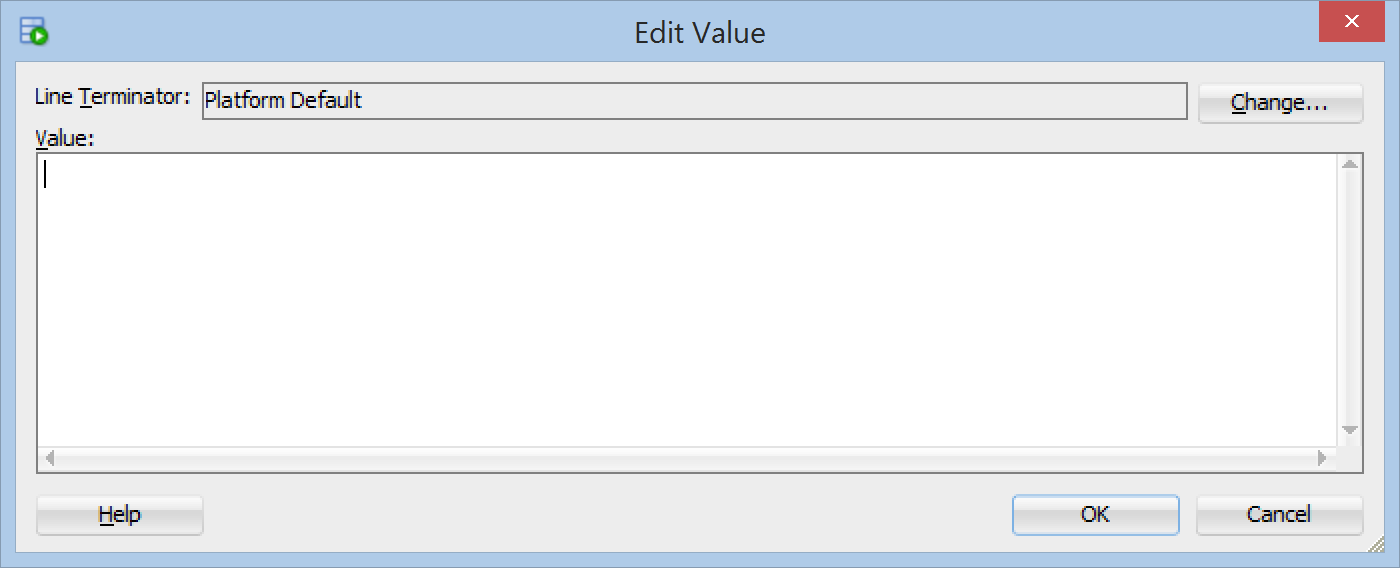 Edit Value
Line Terminator: Platform Default Change...
Value:
Help OK Cancel